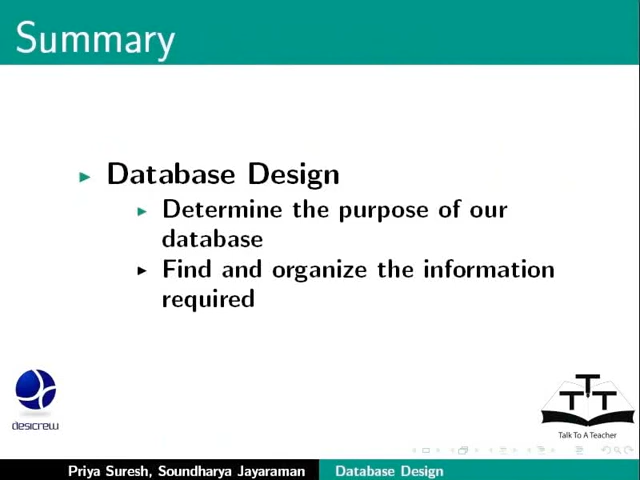 Summary
Database Design
Determine the purpose of our
database
Find and organize the information
required
desicrew
TTT
Talk To A Teacher
Priya Suresh, Soundharya Jayaraman
Database Design